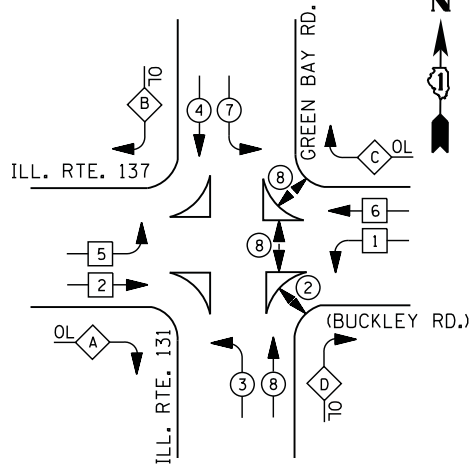 N
1
GREEN BAY RD.
OL
B
4
7
C
OL
ILL. RTE. 137
8
6
5
8
1
2
2
(BUCKLEY RD.)
OL
A
ILL. RTE. 131
3
8
D
OL